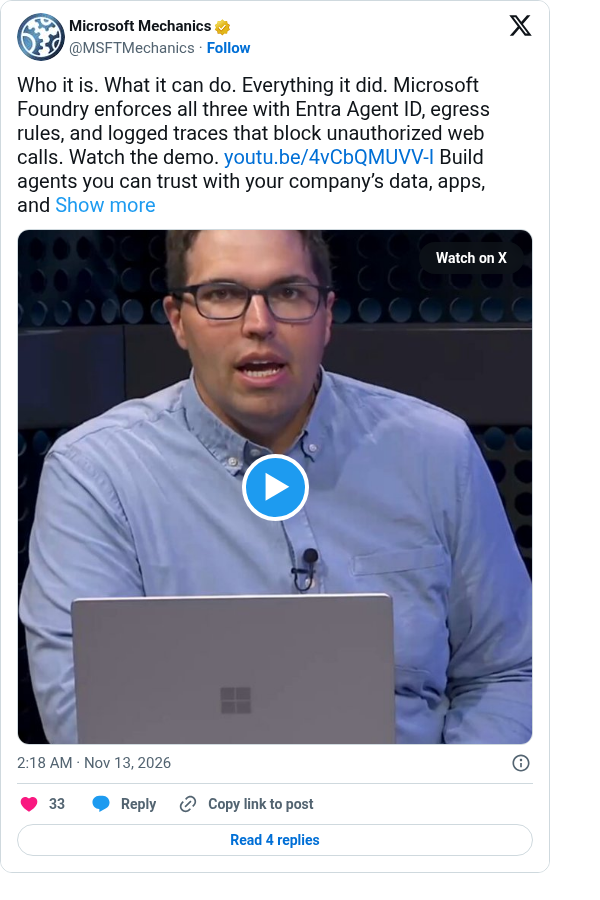 Microsoft Mechanics
@MSFTMechanics · Follow
Who it is. What it can do. Everything it did. Microsoft
Foundry enforces all three with Entra Agent ID, egress
rules, and logged traces that block unauthorized web
calls. Watch the demo. youtu.be/4vCbQMUVV-I Build
agents you can trust with your company’s data, apps,
and Show more
Watch on X
2:18 AM · Nov 13, 2026
33 Reply Copy link to post
Read 4 replies